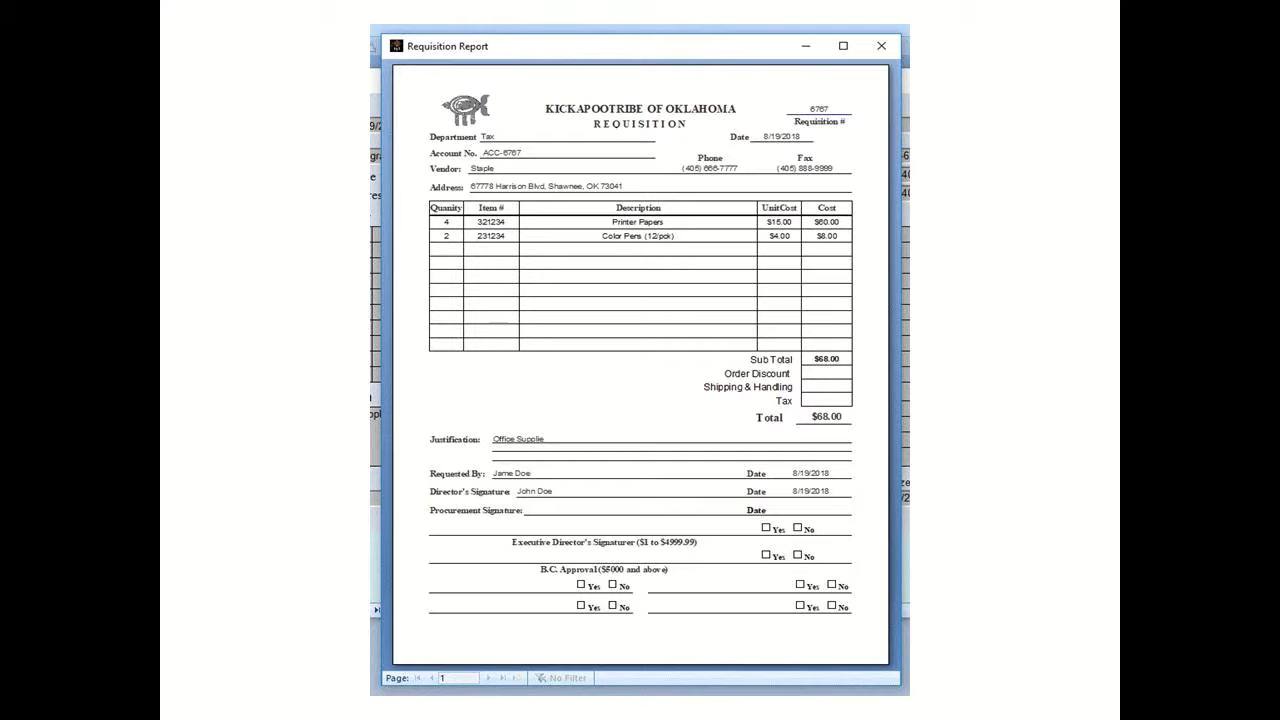 Requisition Report
6767
KICKAPOOTRIBE OF OKLAHOMA
Requisition #
REQUISITION
Department Tax Date 8/19/2018
Account No. ACC-6767 Phone Fax
Vendor: Staple (405) 666-7777 (405) 888-9999
Address: 67778 Harrison Blvd, Shawnee, OK 73041
Quanity Item # Description UnitCost Cost
4 321234 Printer Papers $15.00 $60.00
2 231234 Color Pens (12/pck) $4.00 $8.00
Sub Total $68.00
Order Discount
Shipping & Handling
Tax
Total $68.00
Justification: Office Supplie
Requested By: Jame Doe Date 8/19/2018
Director's Signature: John Doe Date 8/19/2018
Procurement Signature: Date
Yes No
Executive Director's Signaturer ($1 to $4999.99)
Yes No
B.C. Approval ($5000 and above)
Yes No Yes No
Yes No Yes No
Page: 1 No Filter